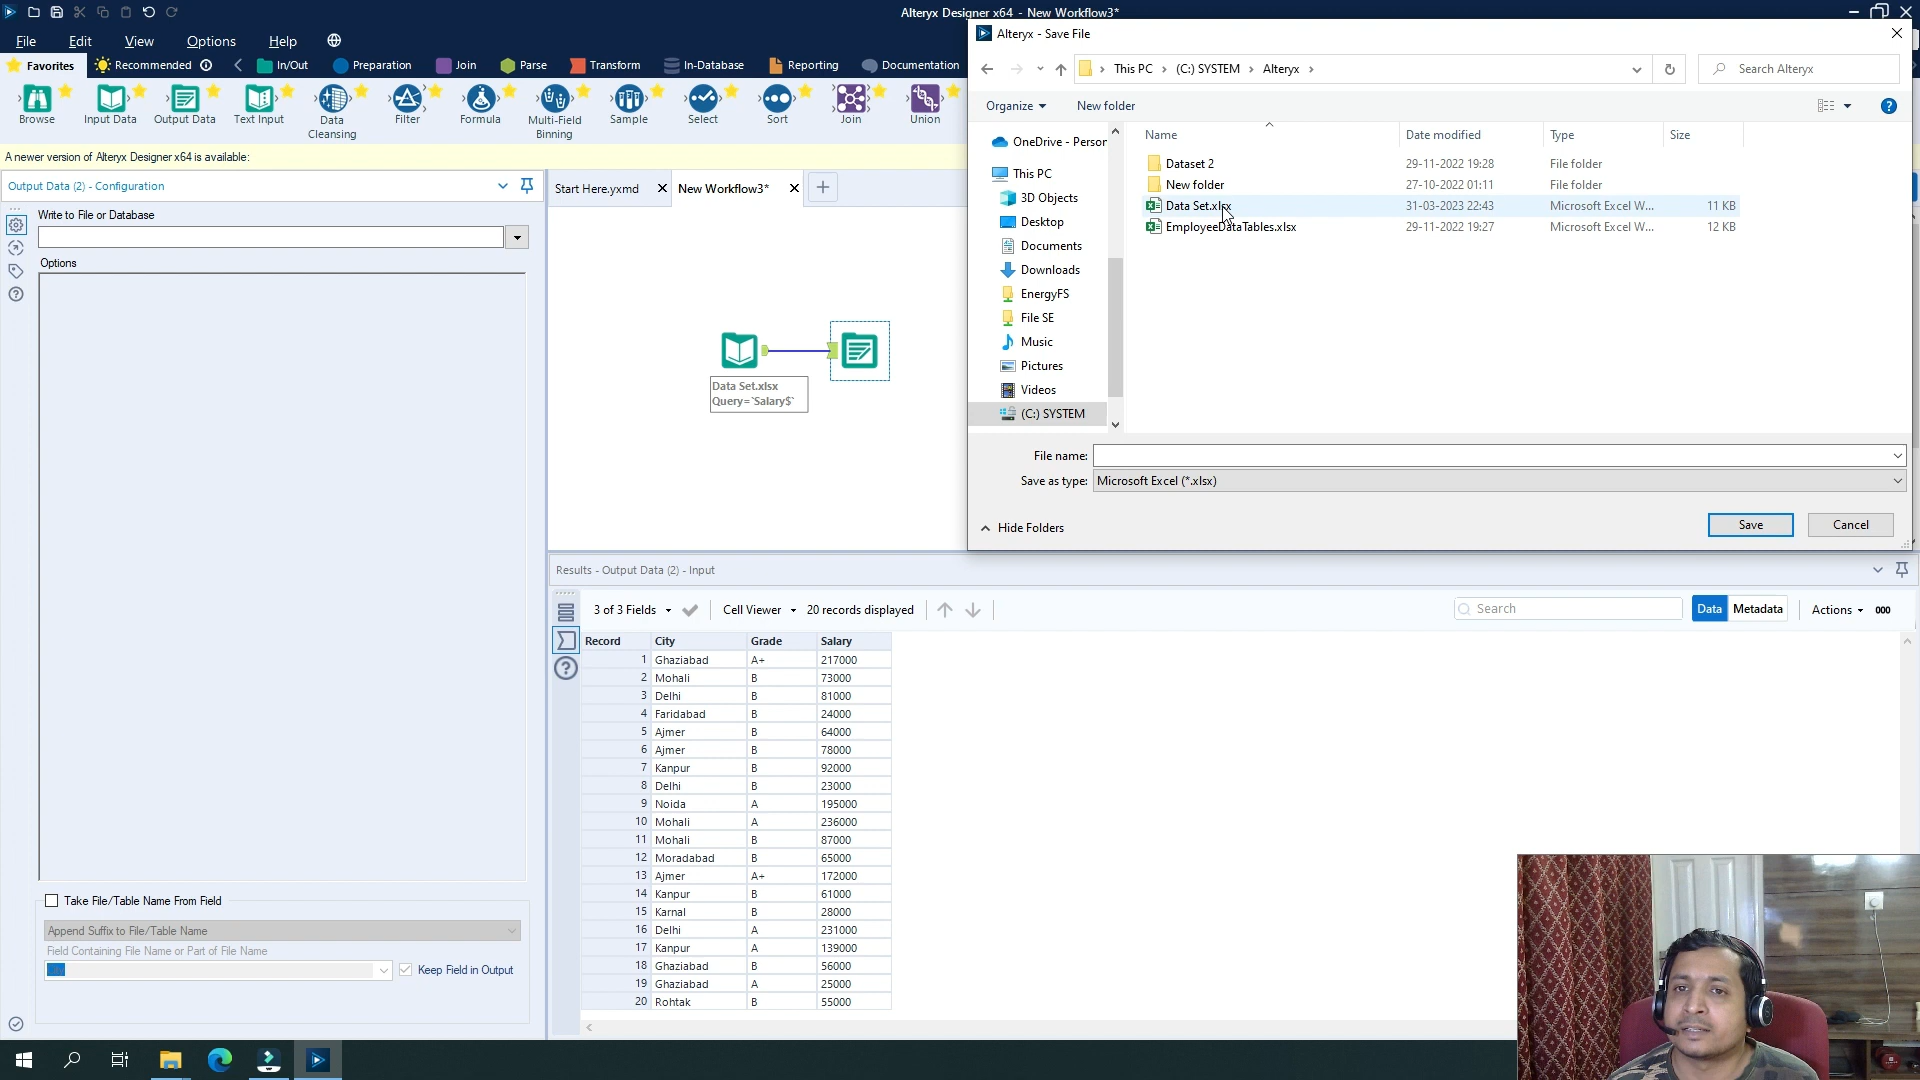 Alteryx Designer x64 - New Workflow3*
File Edit View Options Help
Alteryx - Save File
Favorites Recommended In/Out Preparation Join Parse Transform In-Database Reporting Documentation
This PC > (C:) SYSTEM > Alteryx >
Search Alteryx
Browse Input Data Output Data Text Input Data Cleansing Filter Formula Multi-Field Binning Sample Select Sort Join Union
Organize New folder
A newer version of Alteryx Designer x64 is available:
Output Data (2) - Configuration
Start Here.yxmd New Workflow3*
Write to File or Database
Options
Name Date modified Type Size
Dataset 2 29-11-2022 19:28 File folder
New folder 27-10-2022 01:11 File folder
Data Set.xlsx 31-03-2023 22:43 Microsoft Excel W... 11 KB
EmployeeDataTables.xlsx 29-11-2022 19:27 Microsoft Excel W... 12 KB
OneDrive - Person
This PC
3D Objects
Desktop
Documents
Downloads
EnergyFS
File SE
Music
Pictures
Videos
(C:) SYSTEM
Data Set.xlsx
Query=`Salary$`
File name:
Save as type: Microsoft Excel (*.xlsx)
Hide Folders
Save Cancel
Results - Output Data (2) - Input
3 of 3 Fields Cell Viewer 20 records displayed
Search
Data Metadata Actions 000
Record City Grade Salary
1 Ghaziabad A+ 217000
2 Mohali B 73000
3 Delhi B 81000
4 Faridabad B 24000
5 Ajmer B 64000
6 Ajmer B 78000
7 Kanpur B 92000
8 Delhi B 23000
9 Noida A 195000
10 Mohali A 236000
11 Mohali B 87000
12 Moradabad B 65000
13 Ajmer A+ 172000
14 Kanpur B 61000
15 Karnal B 28000
16 Delhi A 231000
17 Kanpur A 139000
18 Ghaziabad B 56000
19 Ghaziabad A 25000
20 Rohtak B 55000
Take File/Table Name From Field
Append Suffix to File/Table Name
Field Containing File Name or Part of File Name
Keep Field in Output